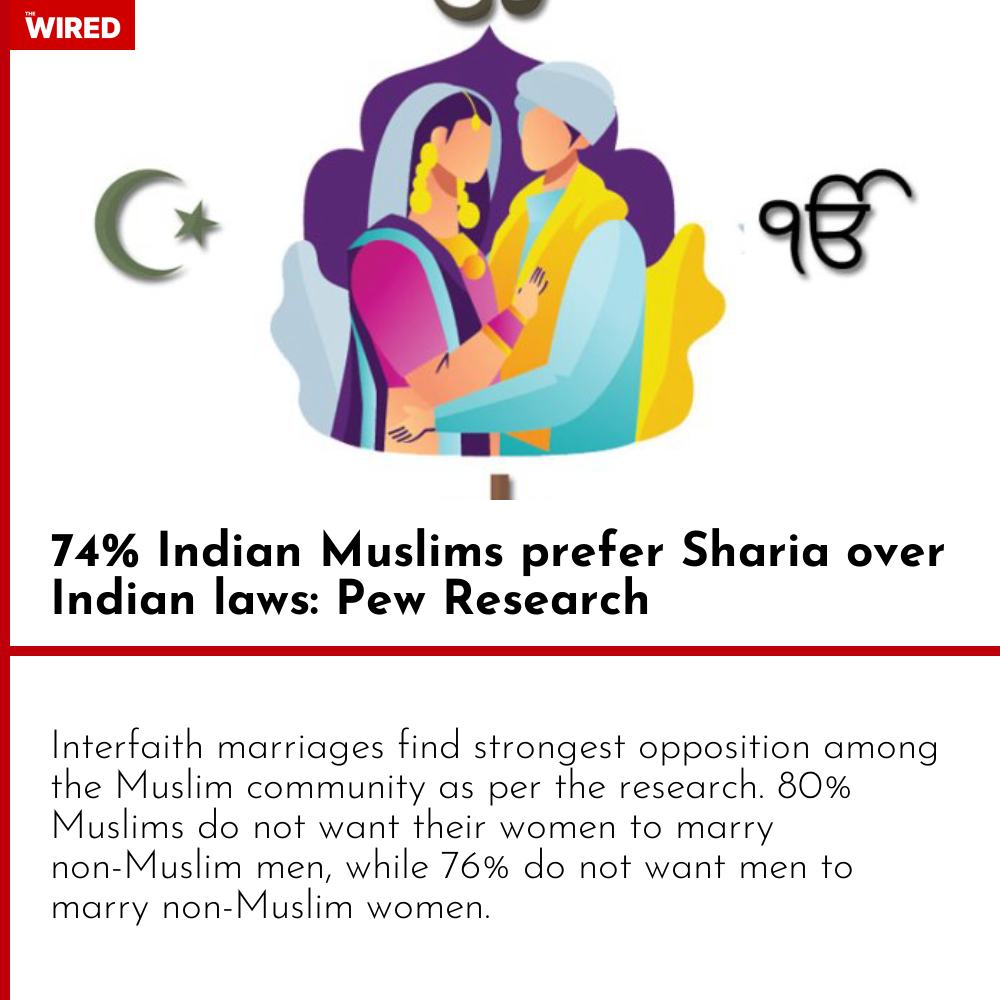 THE
WIRED
ੴ
74% Indian Muslims prefer Sharia over
Indian laws: Pew Research
Interfaith marriages find strongest opposition among
the Muslim community as per the research. 80%
Muslims do not want their women to marry
non-Muslim men, while 76% do not want men to
marry non-Muslim women.